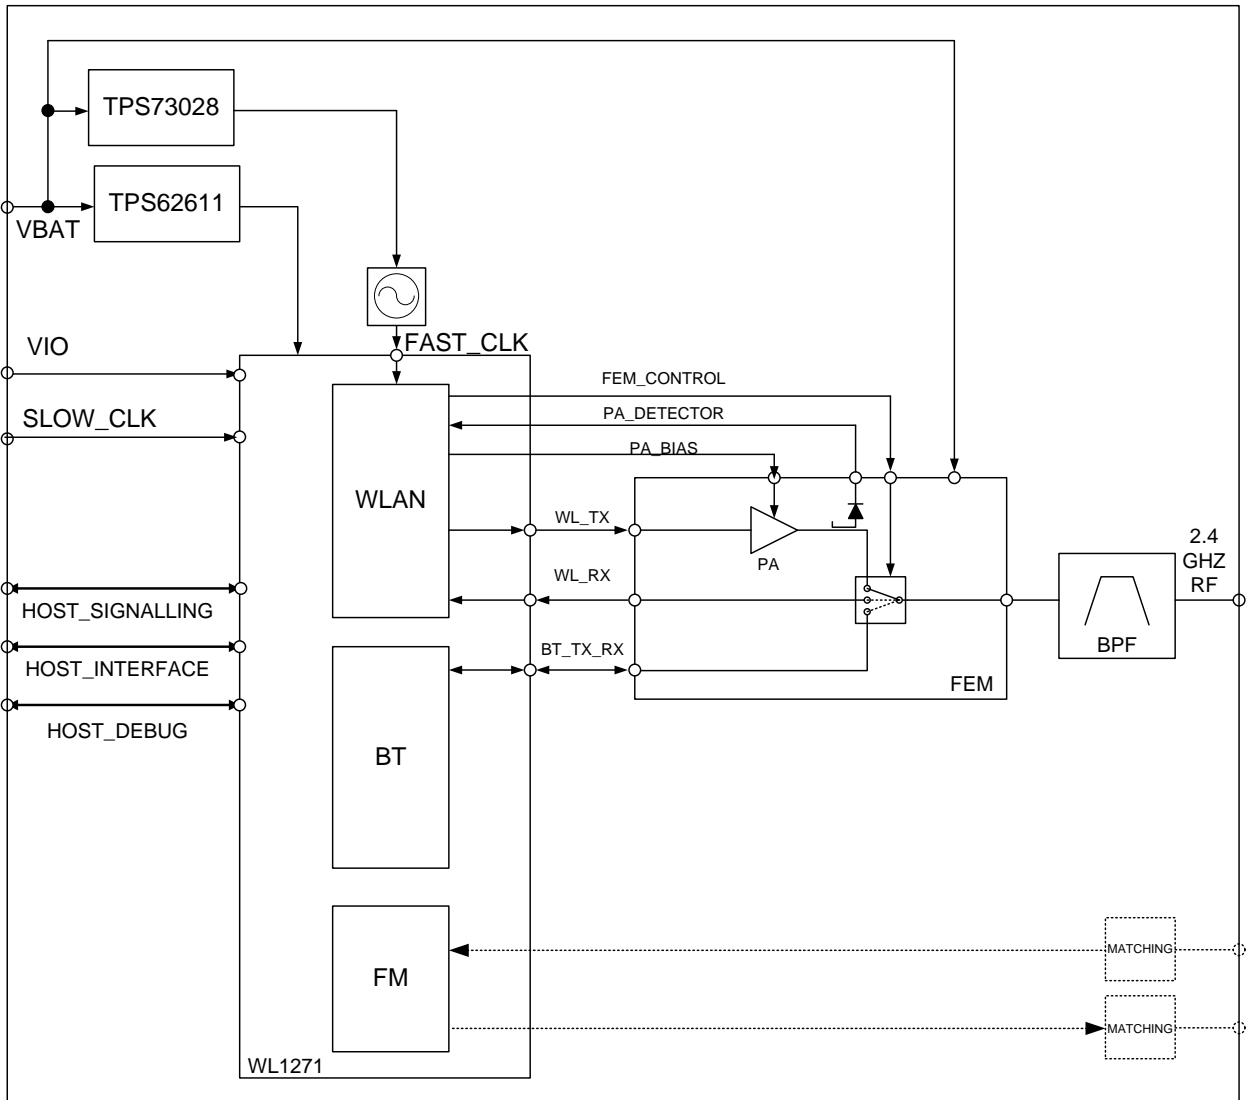 TPS73028
TPS62611
VBAT
FAST_CLK
VIO
SLOW_CLK
FEM_CONTROL
PA_DETECTOR
PA_BIAS
WLAN
WL_TX
PA
WL_RX
2.4
GHZ
RF
BPF
HOST_SIGNALLING
HOST_INTERFACE
BT_TX_RX
FEM
HOST_DEBUG
BT
FM
MATCHING
MATCHING
WL1271